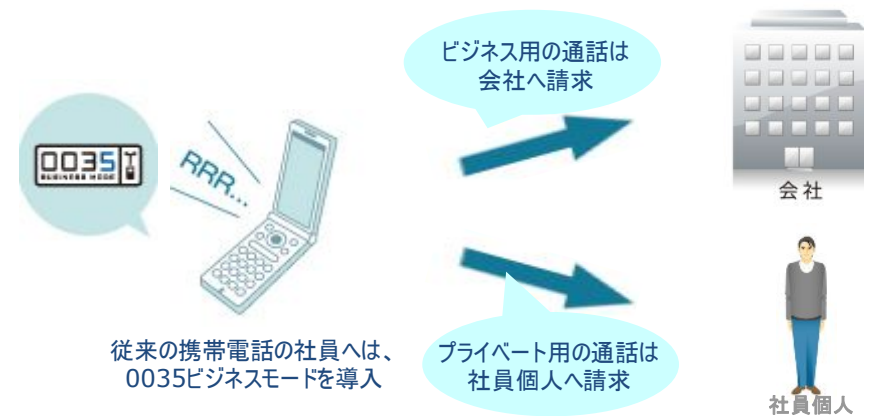 ビジネス用の通話は
会社へ請求
0035
BUSINESS MODE
RRR...
会社
従来の携帯電話の社員へは、
0035ビジネスモードを導入
プライベート用の通話は
社員個人へ請求
社員個人